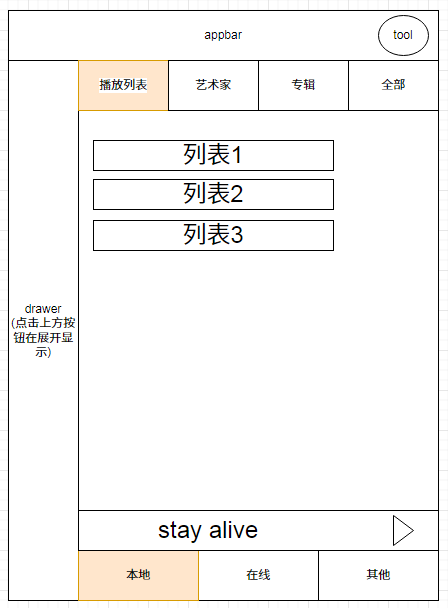 appbar
tool
播放列表
艺术家
专辑
全部
列表1
列表2
列表3
drawer
(点击上方按
钮在展开显
示)
stay alive
本地
在线
其他